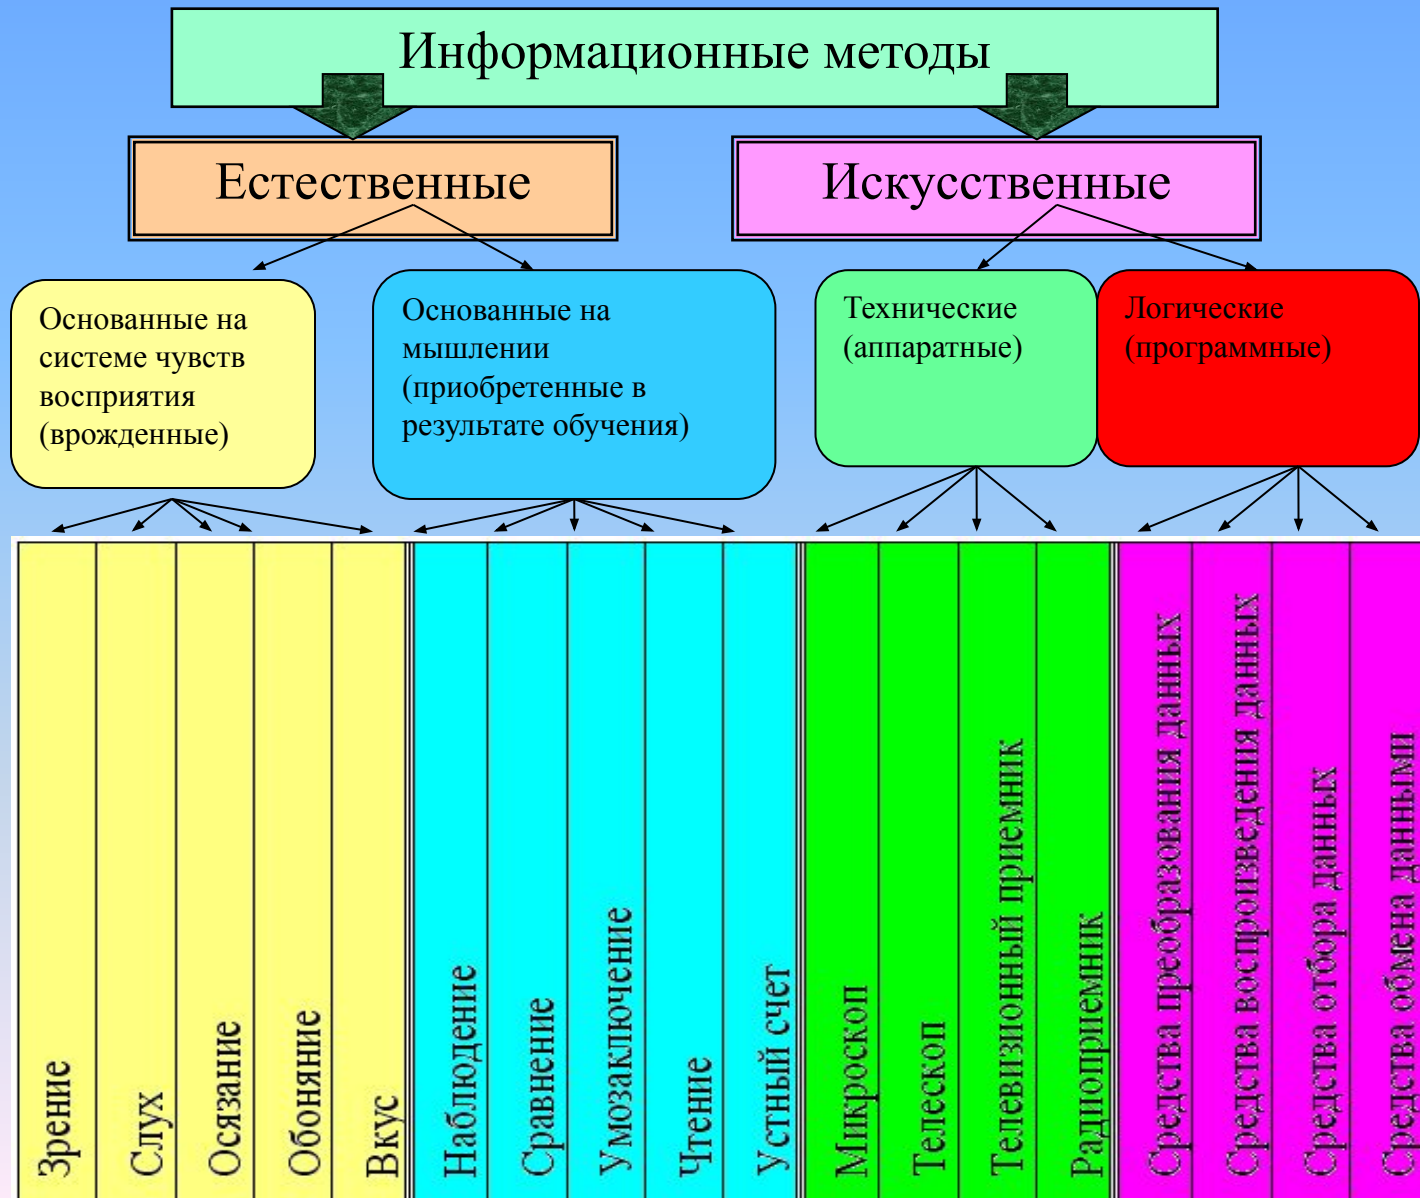 Информационные методы
Естественные
Искусственные
Основанные на
системе чувств
восприятия
(врожденные)
Основанные на
мышлении
(приобретенные в
результате обучения)
Технические
(аппаратные)
Логические
(программные)
Зрение
Слух
Осязание
Обоняние
Вкус
Наблюдение
Сравнение
Умозаключение
Чтение
Устный счет
Микроскоп
Телескоп
Телевизионный приемник
Радиоприемник
Средства преобразования данных
Средства воспроизведения данных
Средства отбора данных
Средства обмена данными